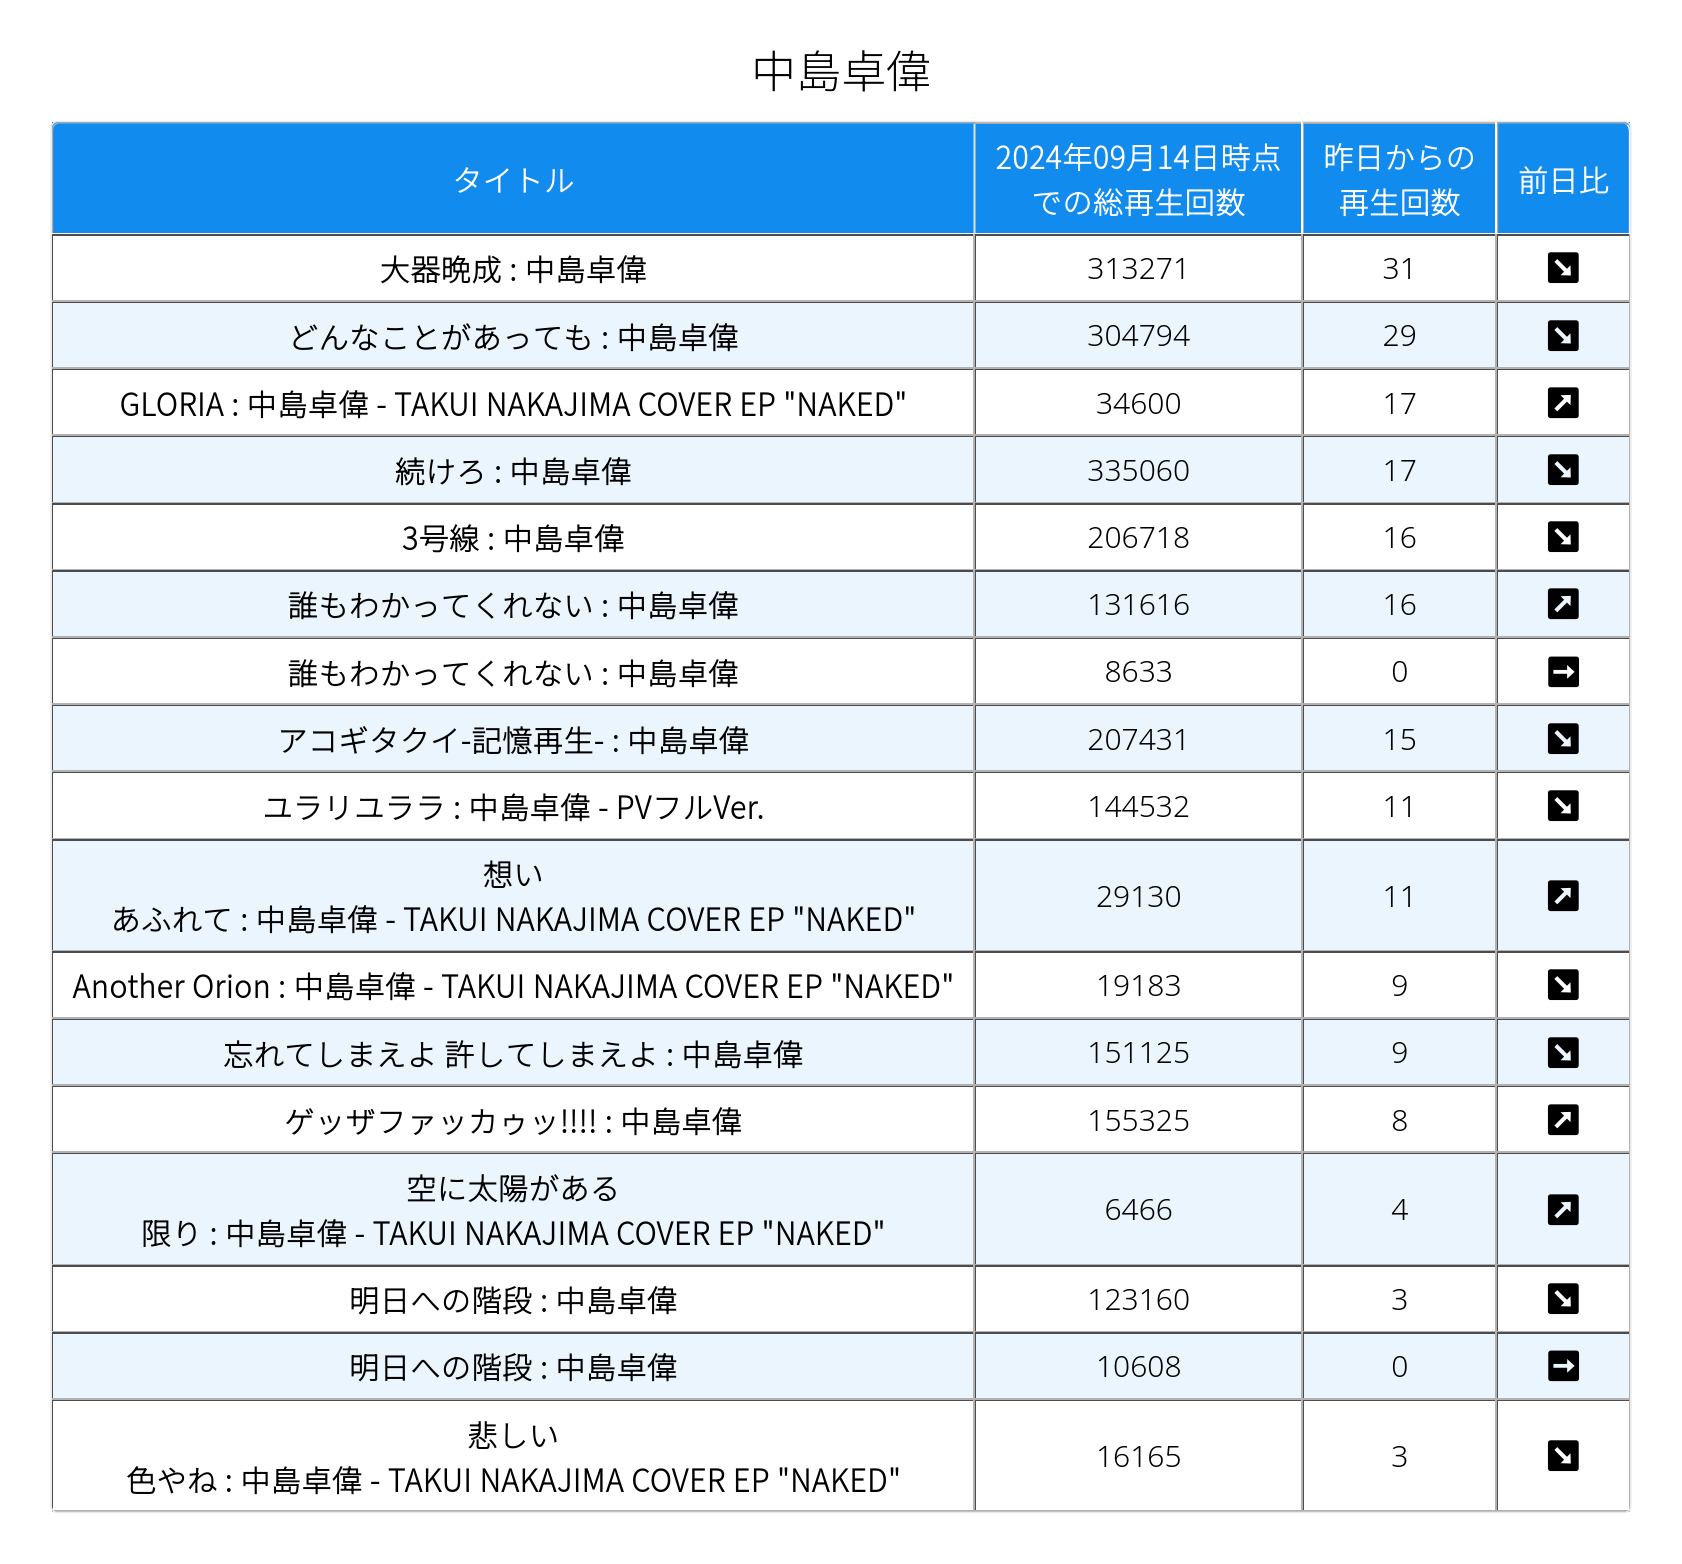 中島卓偉
タイトル
2024年09月14日時点
での総再生回数
昨日からの
再生回数
前日比
大器晩成 : 中島卓偉 313271 31 ↘
どんなことがあっても : 中島卓偉 304794 29 ↘
GLORIA : 中島卓偉 - TAKUI NAKAJIMA COVER EP "NAKED" 34600 17 ↗
続けろ : 中島卓偉 335060 17 ↘
3号線 : 中島卓偉 206718 16 ↘
誰もわかってくれない : 中島卓偉 131616 16 ↗
誰もわかってくれない : 中島卓偉 8633 0 →
アコギタクイ-記憶再生- : 中島卓偉 207431 15 ↘
ユラリユララ : 中島卓偉 - PVフルVer. 144532 11 ↘
想い
あふれて : 中島卓偉 - TAKUI NAKAJIMA COVER EP "NAKED" 29130 11 ↗
Another Orion : 中島卓偉 - TAKUI NAKAJIMA COVER EP "NAKED" 19183 9 ↘
忘れてしまえよ 許してしまえよ : 中島卓偉 151125 9 ↘
ゲッザファッカゥッ!!!! : 中島卓偉 155325 8 ↗
空に太陽がある
限り : 中島卓偉 - TAKUI NAKAJIMA COVER EP "NAKED" 6466 4 ↗
明日への階段 : 中島卓偉 123160 3 ↘
明日への階段 : 中島卓偉 10608 0 →
悲しい
色やね : 中島卓偉 - TAKUI NAKAJIMA COVER EP "NAKED" 16165 3 ↘